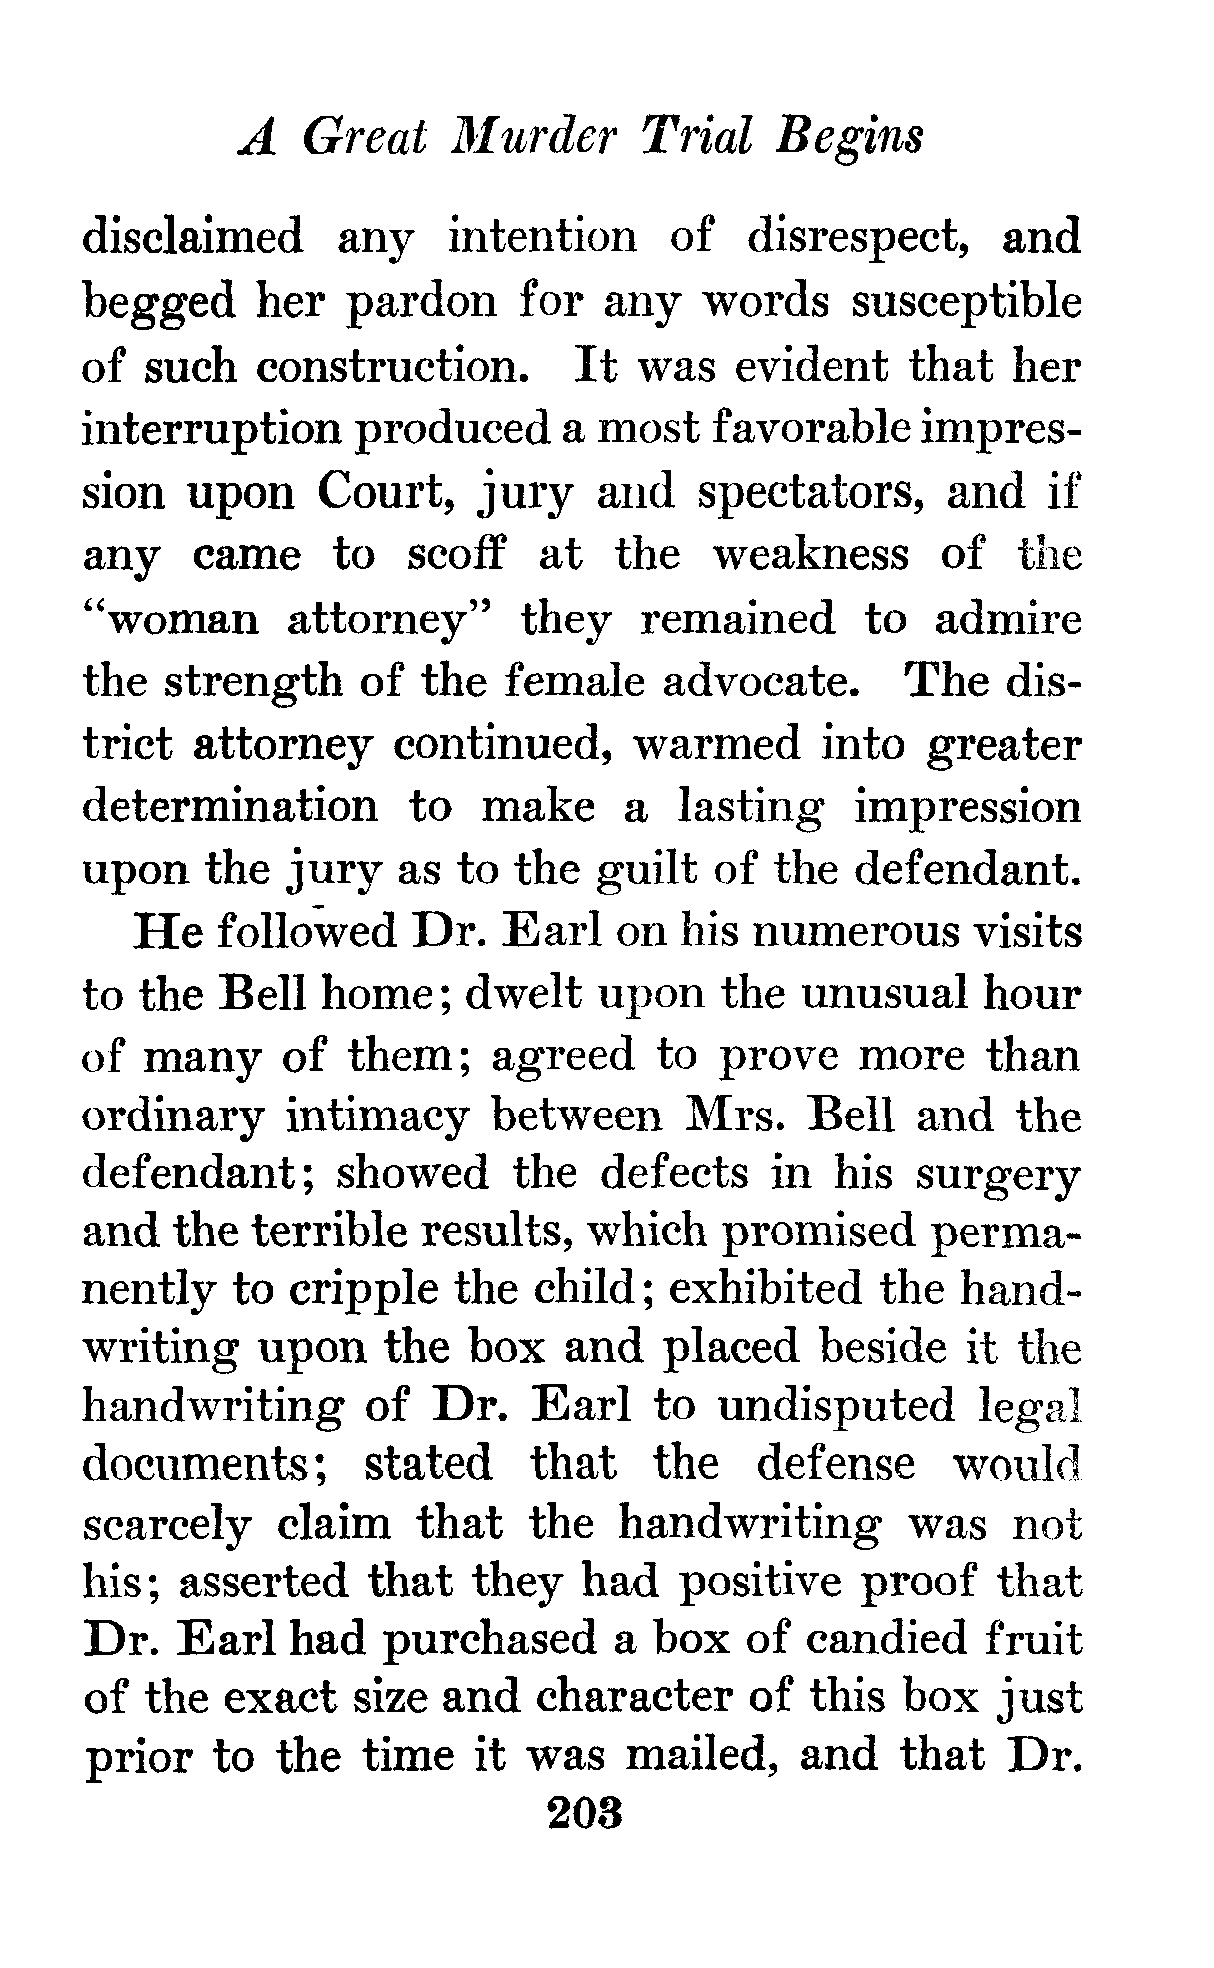 A Great Murder Trial Begins
disclaimed any intention of disrespect, and
begged her pardon for any words susceptible
of such construction. It was evident that her
interruption produced a most favorable impres-
sion upon Court, jury and spectators, and if
any came to scoff at the weakness of the
"woman attorney" they remained to admire
the strength of the female advocate. The dis-
trict attorney continued, warmed into greater
determination to make a lasting impression
upon the jury as to the guilt of the defendant.
He followed Dr. Earl on his numerous visits
to the Bell home; dwelt upon the unusual hour
of many of them; agreed to prove more than
ordinary intimacy between Mrs. Bell and the
defendant; showed the defects in his surgery
and the terrible results, which promised perma-
nently to cripple the child; exhibited the hand-
writing upon the box and placed beside it the
handwriting of Dr. Earl to undisputed legal
documents; stated that the defense would
scarcely claim that the handwriting was not
his; asserted that they had positive proof that
Dr. Earl had purchased a box of candied fruit
of the exact size and character of this box just
prior to the time it was mailed, and that Dr.
203